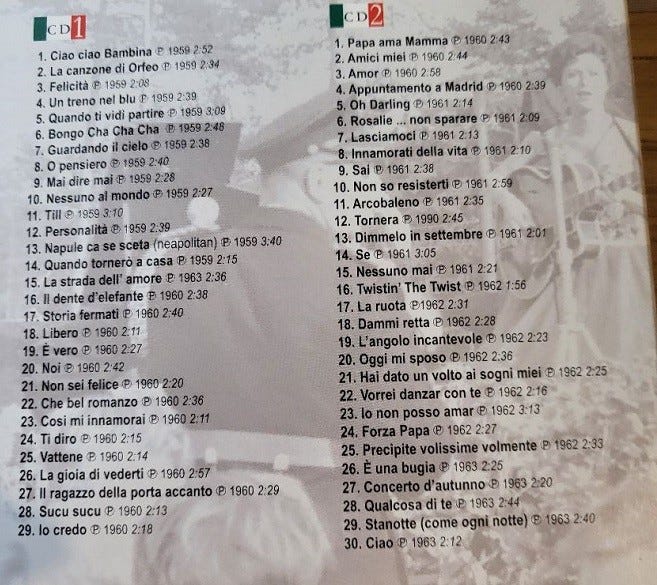 CD1
1. Ciao ciao Bambina ℗ 1959 2:52
2. La canzone di Orfeo ℗ 1959 2:34
3. Felicità ℗ 1959 2:08
4. Un treno nel blu ℗ 1959 2:39
5. Quando ti vidi partire ℗ 1959 3:09
6. Bongo Cha Cha Cha ℗ 1959 2:48
7. Guardando il cielo ℗ 1959 2:38
8. O pensiero ℗ 1959 2:40
9. Mai dire mai ℗ 1959 2:28
10. Nessuno al mondo ℗ 1959 2:27
11. Till ℗ 1959 3:10
12. Personalità ℗ 1959 2:39
13. Napule ca se sceta (neapolitan) ℗ 1959 3:40
14. Quando tornerò a casa ℗ 1959 2:15
15. La strada dell' amore ℗ 1963 2:36
16. Il dente d'elefante ℗ 1960 2:38
17. Storia fermati ℗ 1960 2:40
18. Libero ℗ 1960 2:11
19. È vero ℗ 1960 2:27
20. Noi ℗ 1960 2:42
21. Non sei felice ℗ 1960 2:20
22. Che bel romanzo ℗ 1960 2:36
23. Cosi mi innamorai ℗ 1960 2:11
24. Ti diro ℗ 1960 2:15
25. Vattene ℗ 1960 2:14
26. La gioia di vederti ℗ 1960 2:57
27. Il ragazzo della porta accanto ℗ 1960 2:29
28. Sucu sucu ℗ 1960 2:13
29. Io credo ℗ 1960 2:18
CD2
1. Papa ama Mamma ℗ 1960 2:43
2. Amici miei ℗ 1960 2:44
3. Amor ℗ 1960 2:58
4. Appuntamento a Madrid ℗ 1960 2:39
5. Oh Darling ℗ 1961 2:14
6. Rosalie ... non sparare ℗ 1961 2:09
7. Lasciamoci ℗ 1961 2:13
8. Innamorati della vita ℗ 1961 2:10
9. Sai ℗ 1961 2:38
10. Non so resisterti ℗ 1961 2:59
11. Arcobaleno ℗ 1961 2:35
12. Tornera ℗ 1990 2:45
13. Dimmelo in settembre ℗ 1961 2:01
14. Se ℗ 1961 3:05
15. Nessuno mai ℗ 1961 2:21
16. Twistin' The Twist ℗ 1962 1:56
17. La ruota ℗1962 2:31
18. Dammi retta ℗ 1962 2:28
19. L'angolo incantevole ℗ 1962 2:23
20. Oggi mi sposo ℗ 1962 2:36
21. Hai dato un volto ai sogni miei ℗ 1962 2:25
22. Vorrei danzar con te ℗ 1962 2:16
23. Io non posso amar ℗ 1962 3:13
24. Forza Papa ℗ 1962 2:27
25. Precipite volissime volmente ℗ 1962 2:33
26. È una bugia ℗ 1963 2:25
27. Concerto d'autunno ℗ 1963 2:20
28. Qualcosa di te ℗ 1963 2:44
29. Stanotte (come ogni notte) ℗ 1963 2:40
30. Ciao ℗ 1963 2:12